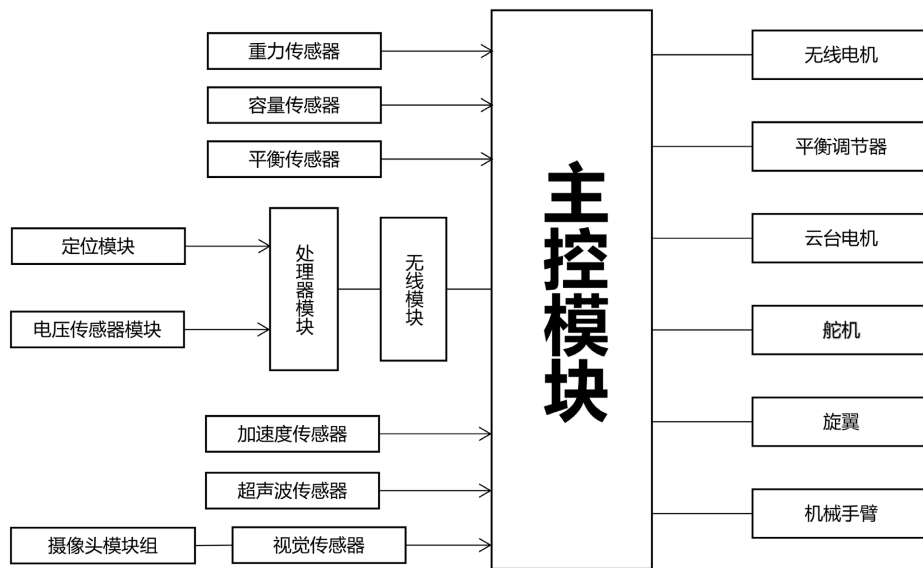 重力传感器
容量传感器
平衡传感器
定位模块
电压传感器模块
处理器模块
无线模块
加速度传感器
超声波传感器
摄像头模块组
视觉传感器
主控模块
无线电机
平衡调节器
云台电机
舵机
旋翼
机械手臂